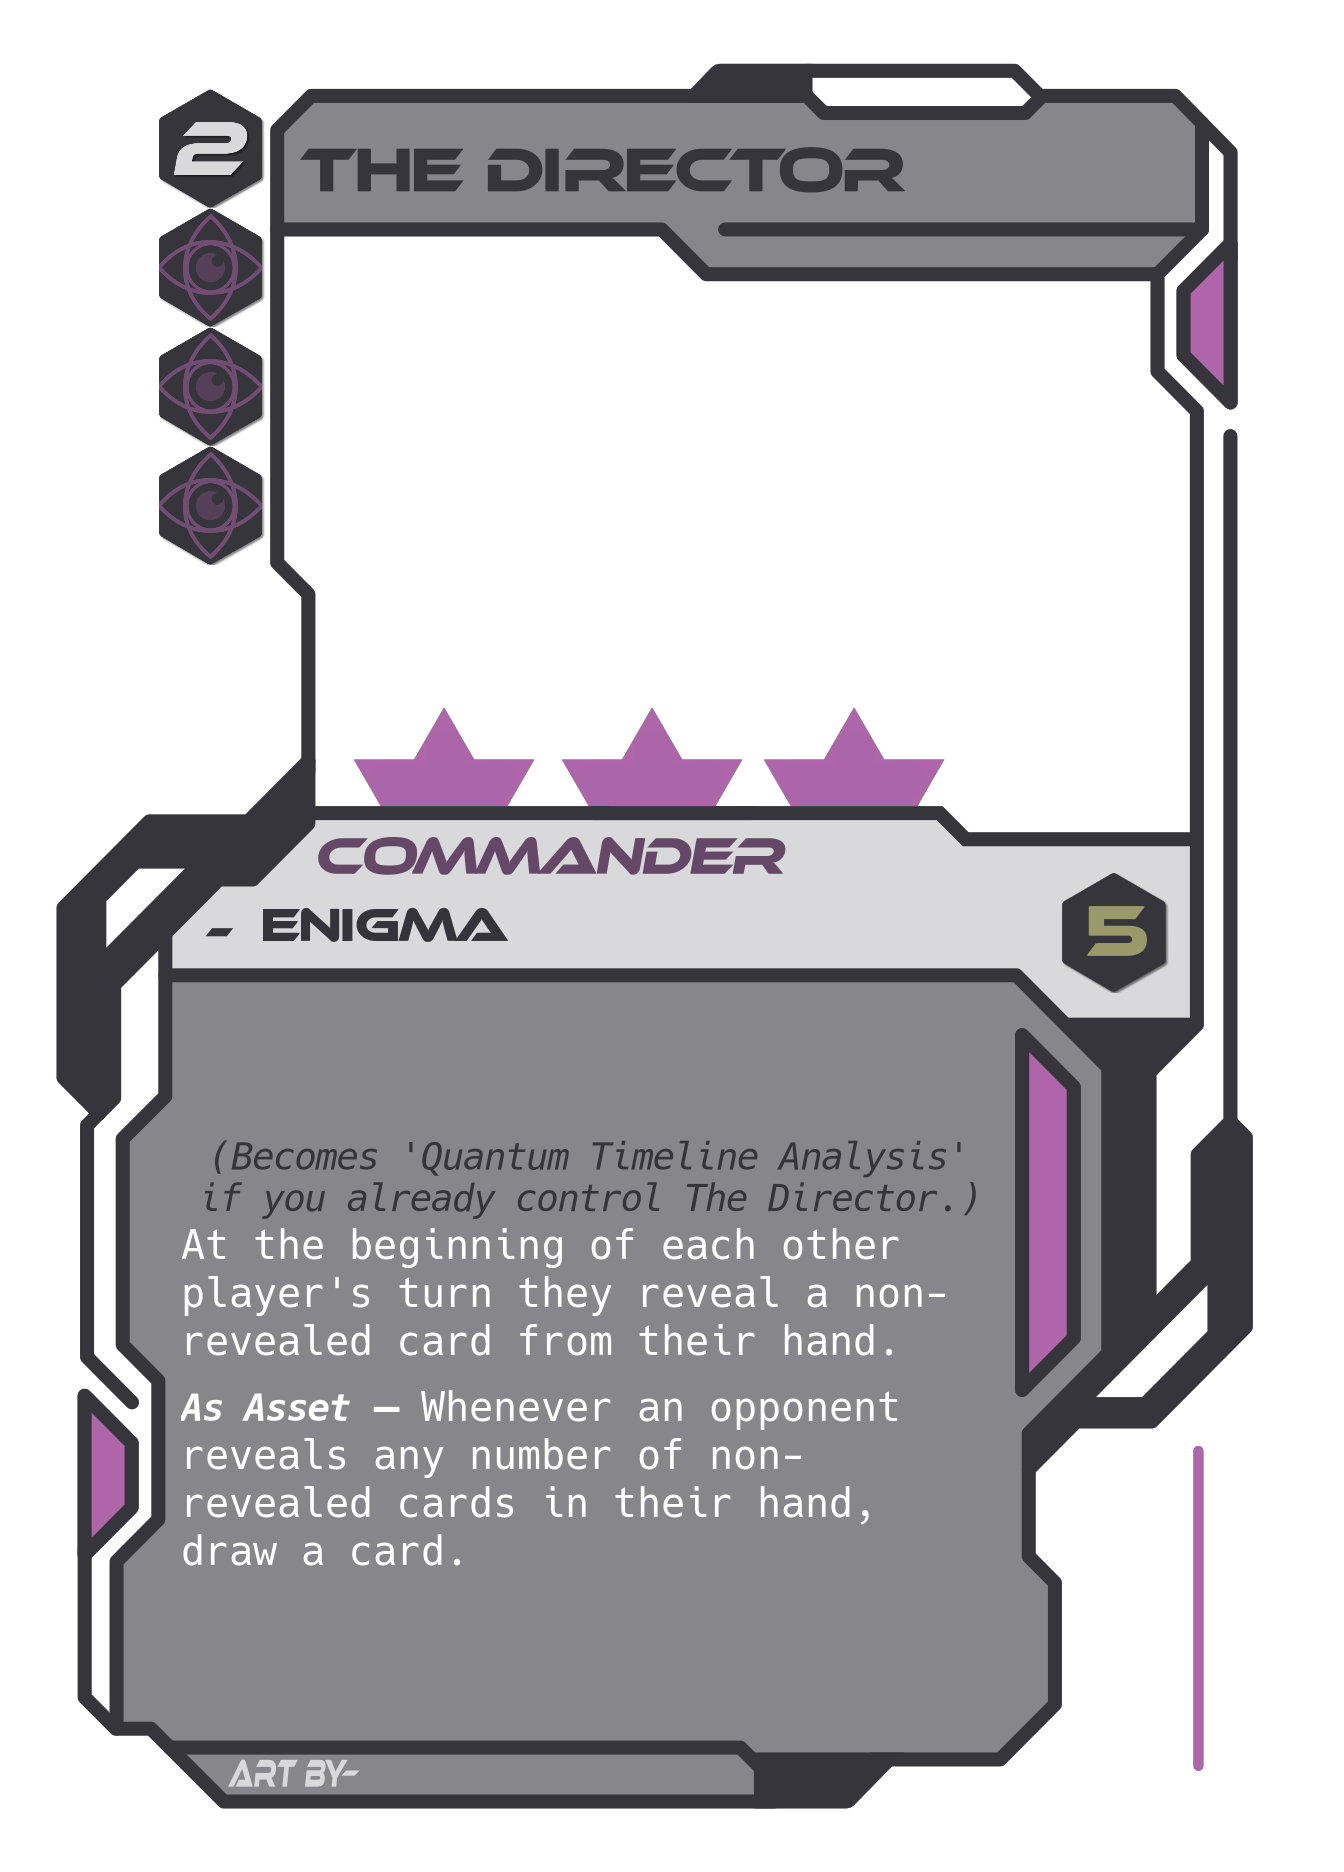 2
THE DIRECTOR
COMMANDER
- ENIGMA
5
(Becomes 'Quantum Timeline Analysis'
if you already control The Director.)
At the beginning of each other
player's turn they reveal a non-
revealed card from their hand.
As Asset – Whenever an opponent
reveals any number of non-
revealed cards in their hand,
draw a card.
ART BY-